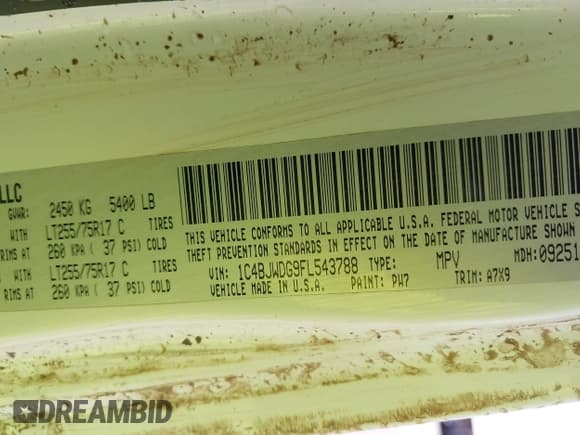 LLC
GVWR: 2450 KG 5400 LB
WITH LT255/75R17 C TIRES
RIMS AT 260 KPA ( 37 PSI) COLD
WITH LT255/75R17 C TIRES
RIMS AT 260 KPA ( 37 PSI) COLD
THIS VEHICLE CONFORMS TO ALL APPLICABLE U.S.A. FEDERAL MOTOR VEHICLE S
THEFT PREVENTION STANDARDS IN EFFECT ON THE DATE OF MANUFACTURE SHOW
VIN: 1C4BJWDG9FL543788 TYPE: MPV MDH: 09251
VEHICLE MADE IN U.S.A. PAINT: PW7 TRIM: A7X9
DREAMBID